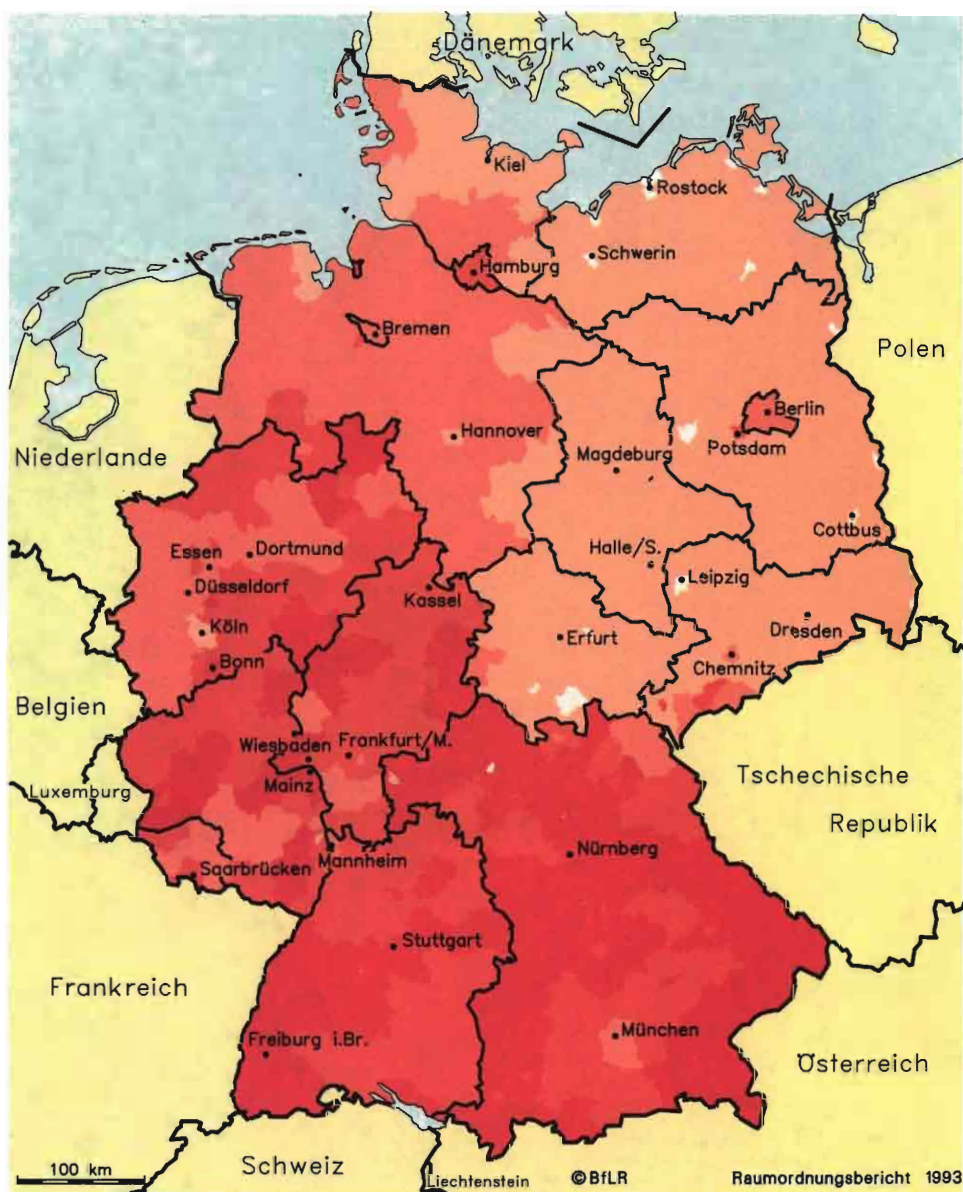 Dänemark
Kiel
Rostock
Schwerin
Hamburg
Bremen
Polen
Berlin
Hannover
Potsdam
Niederlande
Magdeburg
Cottbus
Essen
Dortmund
Halle/S.
Düsseldorf
Kassel
Leipzig
Köln
Erfurt
Dresden
Bonn
Chemnitz
Belgien
Wiesbaden
Frankfurt/M.
Luxemburg
Mainz
Tschechische
Republik
Saarbrücken
Mannheim
Nürnberg
Stuttgart
Frankreich
Freiburg i.Br.
München
Österreich
100 km
Schweiz
Liechtenstein
©BfLR
Raumordnungsbericht 1993